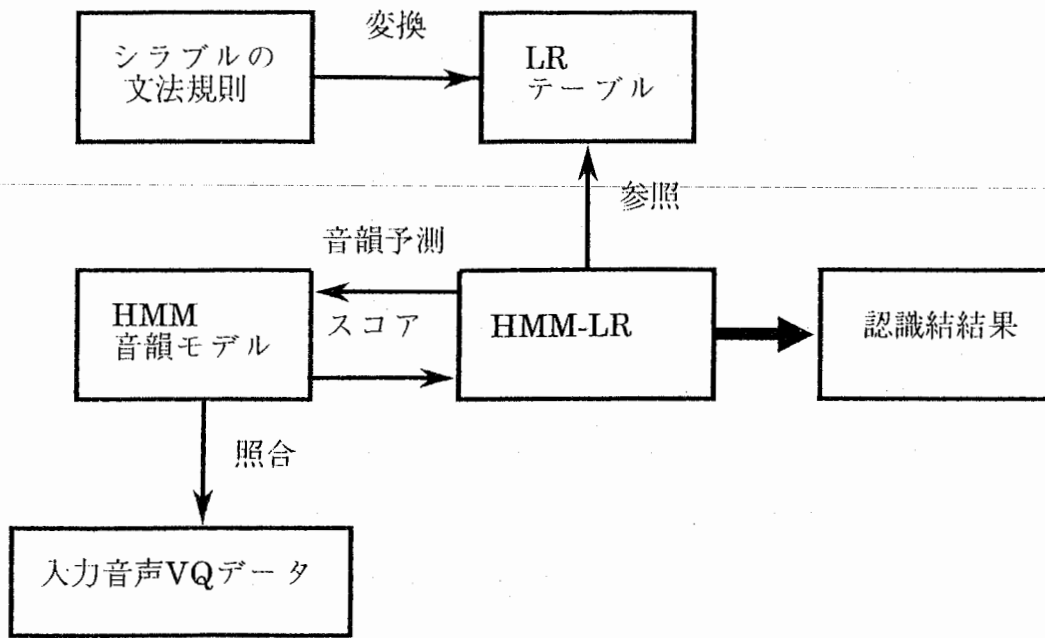 シラブルの
文法規則
変換
LR
テーブル
参照
音韻予測
HMM
音韻モデル
スコア
HMM-LR
認識結結果
照合
入力音声VQデータ